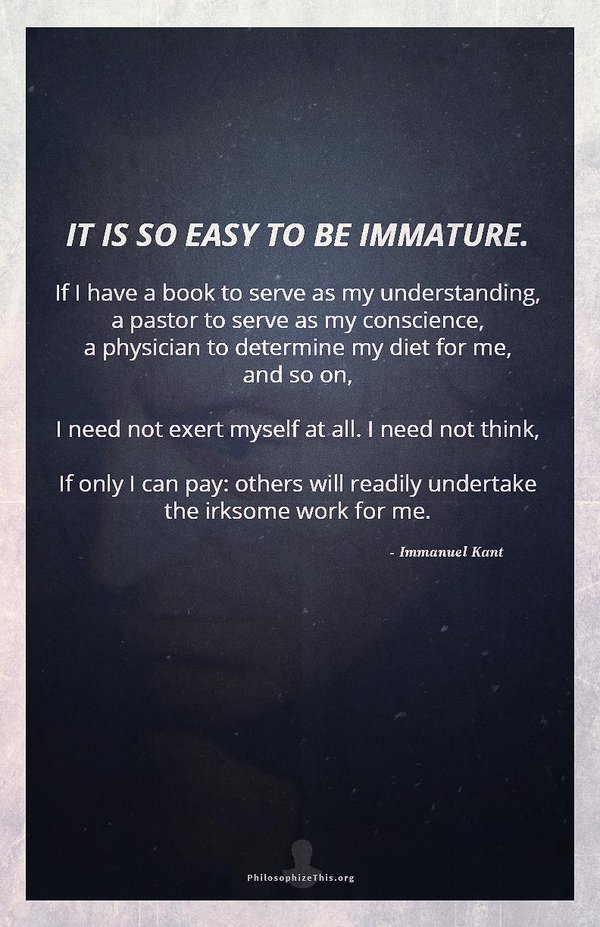 IT IS SO EASY TO BE IMMATURE.
If I have a book to serve as my understanding,
a pastor to serve as my conscience,
a physician to determine my diet for me,
and so on,
I need not exert myself at all. I need not think,
If only I can pay: others will readily undertake
the irksome work for me.
- Immanuel Kant
PhilosophizeThis.org